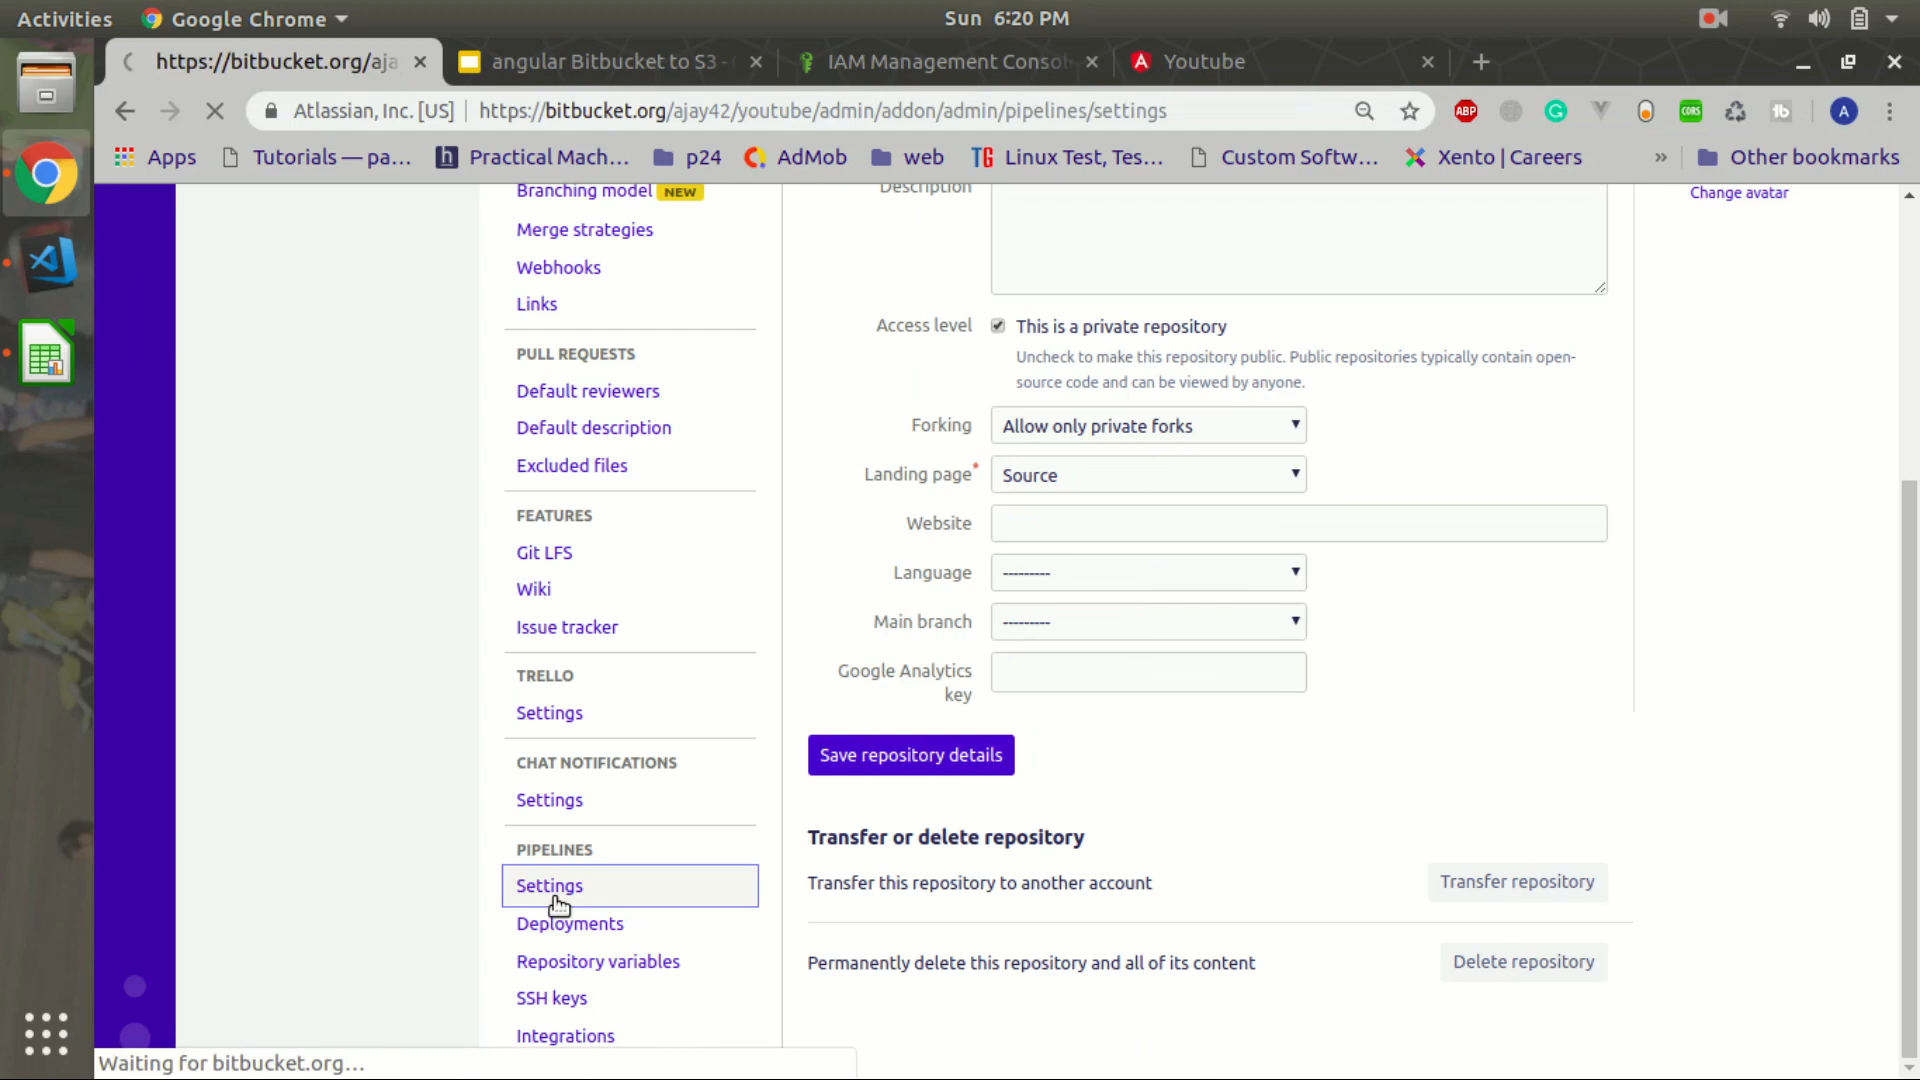 Activities
Google Chrome
Sun 6:20 PM
https://bitbucket.org/aja
angular Bitbucket to S3 -
IAM Management Consol
Youtube
Atlassian, Inc. [US]
https://bitbucket.org/ajay42/youtube/admin/addon/admin/pipelines/settings
ABP
G
CORS
tb
A
Apps
Tutorials — pa...
h
Practical Mach...
p24
AdMob
web
TG
Linux Test, Tes...
Custom Softw...
Xento | Careers
»
Other bookmarks
Branching model NEW
Merge strategies
Webhooks
Links
PULL REQUESTS
Default reviewers
Default description
Excluded files
FEATURES
Git LFS
Wiki
Issue tracker
TRELLO
Settings
CHAT NOTIFICATIONS
Settings
PIPELINES
Settings
Deployments
Repository variables
SSH keys
Integrations
Description
Access level
This is a private repository
Uncheck to make this repository public. Public repositories typically contain open-
source code and can be viewed by anyone.
Forking
Allow only private forks
Landing page*
Source
Website
Language
---------
Main branch
---------
Google Analytics
key
Save repository details
Transfer or delete repository
Transfer this repository to another account
Transfer repository
Permanently delete this repository and all of its content
Delete repository
Change avatar
Waiting for bitbucket.org...